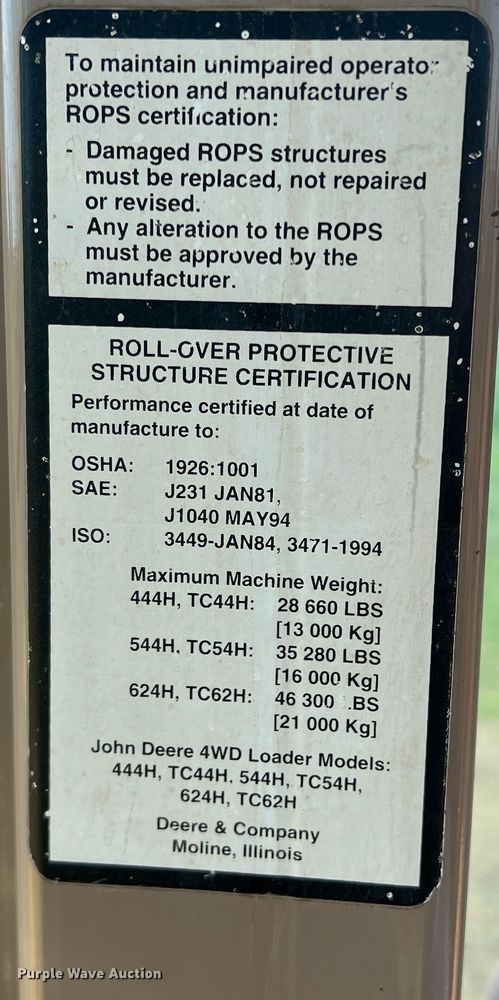 To maintain unimpaired operator
protection and manufacturer's
ROPS certification:
- Damaged ROPS structures
must be replaced, not repaired
or revised.
- Any alteration to the ROPS
must be approved by the
manufacturer.
ROLL-OVER PROTECTIVE
STRUCTURE CERTIFICATION
Performance certified at date of
manufacture to:
OSHA: 1926:1001
SAE: J231 JAN81,
J1040 MAY94
ISO: 3449-JAN84, 3471-1994
Maximum Machine Weight:
444H, TC44H: 28 660 LBS
[13 000 Kg]
544H, TC54H: 35 280 LBS
[16 000 Kg]
624H, TC62H: 46 300 LBS
[21 000 Kg]
John Deere 4WD Loader Models:
444H, TC44H, 544H, TC54H,
624H, TC62H
Deere & Company
Moline, Illinois
Purple Wave Auction